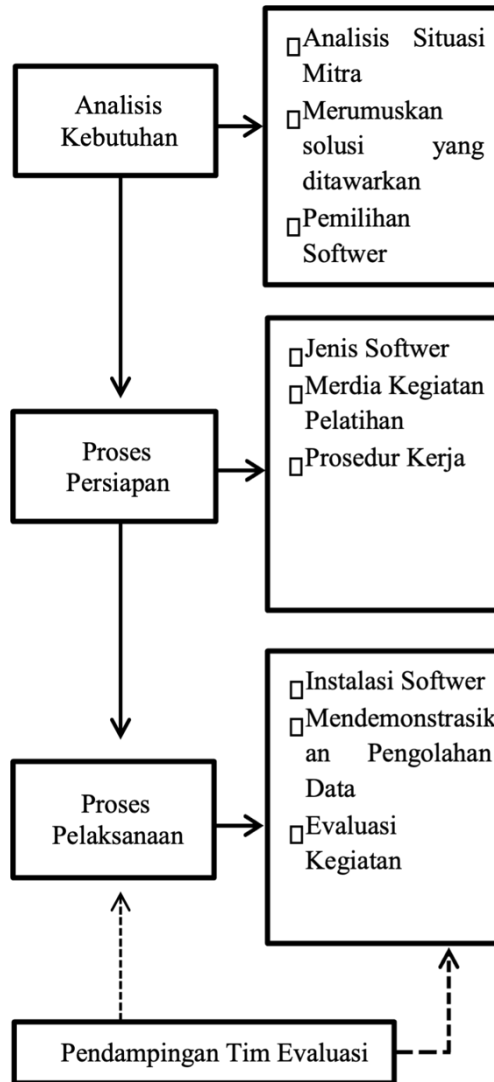 Analisis
Kebutuhan
Analisis Situasi
Mitra
Merumuskan
solusi yang
ditawarkan
Pemilihan
Softwer
Proses
Persiapan
Jenis Softwer
Merdia Kegiatan
Pelatihan
Prosedur Kerja
Proses
Pelaksanaan
Instalasi Softwer
Mendemonstrasik
an Pengolahan
Data
Evaluasi
Kegiatan
Pendampingan Tim Evaluasi